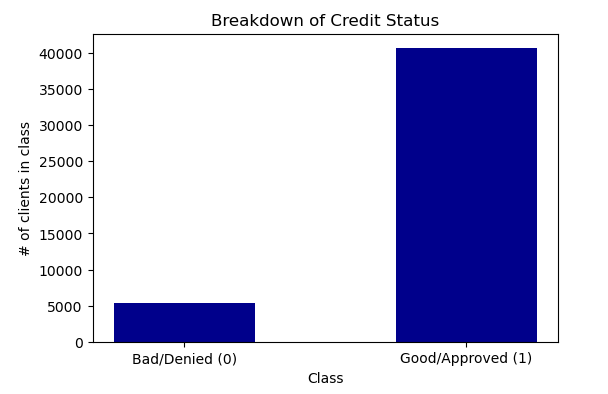 Breakdown of Credit Status
# of clients in class
40000
35000
30000
25000
20000
15000
10000
5000
0
Bad/Denied (0)
Good/Approved (1)
Class